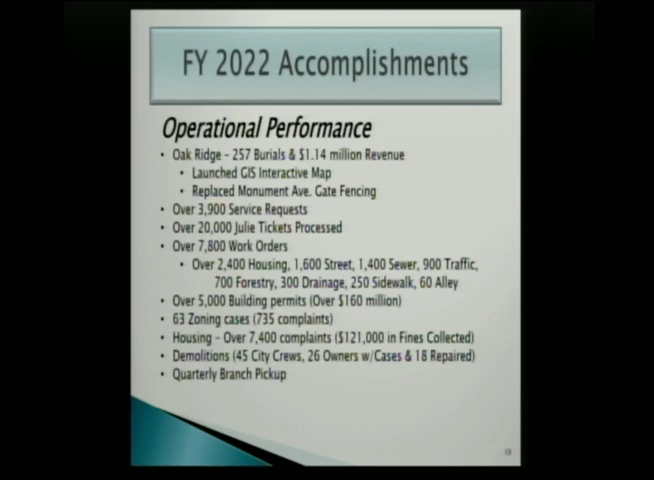 FY 2022 Accomplishments
Operational Performance
• Oak Ridge – 257 Burials & $1.14 million Revenue
• Launched GIS Interactive Map
• Replaced Monument Ave. Gate Fencing
• Over 3,900 Service Requests
• Over 20,000 Julie Tickets Processed
• Over 7,800 Work Orders
• Over 2,400 Housing, 1,600 Street, 1,400 Sewer, 900 Traffic,
700 Forestry, 300 Drainage, 250 Sidewalk, 60 Alley
• Over 5,000 Building permits (Over $160 million)
• 63 Zoning cases (735 complaints)
• Housing – Over 7,400 complaints ($121,000 in Fines Collected)
• Demolitions (45 City Crews, 26 Owners w/Cases & 18 Repaired)
• Quarterly Branch Pickup